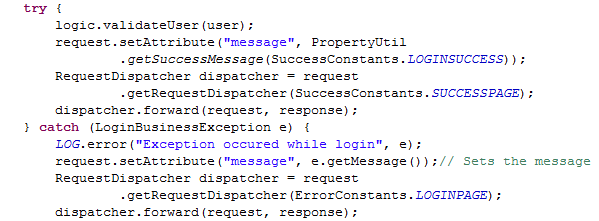 try {
logic.validateUser(user);
request.setAttribute("message", PropertyUtil
.getSuccessMessage(SuccessConstants.LOGINSUCCESS));
RequestDispatcher dispatcher = request
.getRequestDispatcher(SuccessConstants.SUCCESSPAGE);
dispatcher.forward(request, response);
} catch (LoginBusinessException e) {
LOG.error("Exception occured while login", e);
request.setAttribute("message", e.getMessage());// Sets the message
RequestDispatcher dispatcher = request
.getRequestDispatcher(ErrorConstants.LOGINPAGE);
dispatcher.forward(request, response);